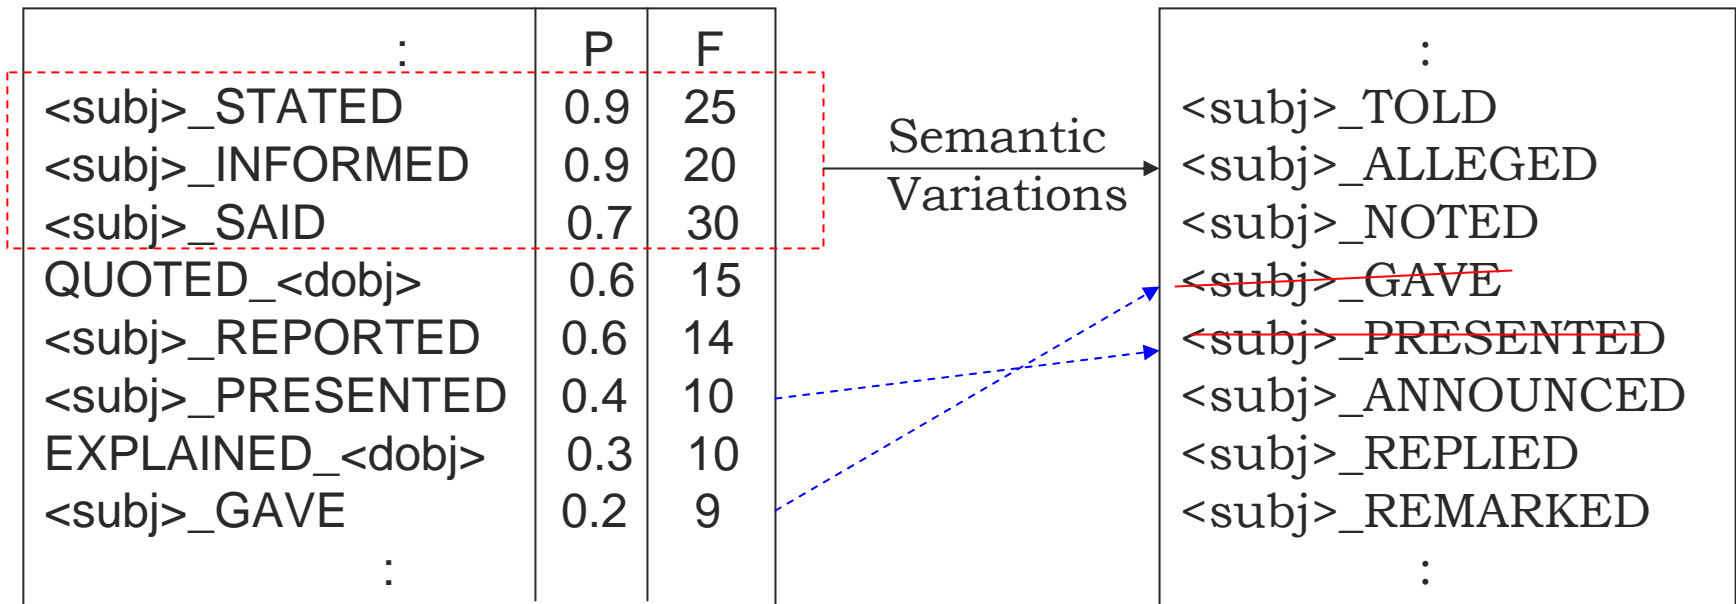 : P F
<subj>_STATED 0.9 25
<subj>_INFORMED 0.9 20
<subj>_SAID 0.7 30
QUOTED_<dobj> 0.6 15
<subj>_REPORTED 0.6 14
<subj>_PRESENTED 0.4 10
EXPLAINED_<dobj> 0.3 10
<subj>_GAVE 0.2 9
:
Semantic
Variations
:
<subj>_TOLD
<subj>_ALLEGED
<subj>_NOTED
<subj>_GAVE
<subj>_PRESENTED
<subj>_ANNOUNCED
<subj>_REPLIED
<subj>_REMARKED
: